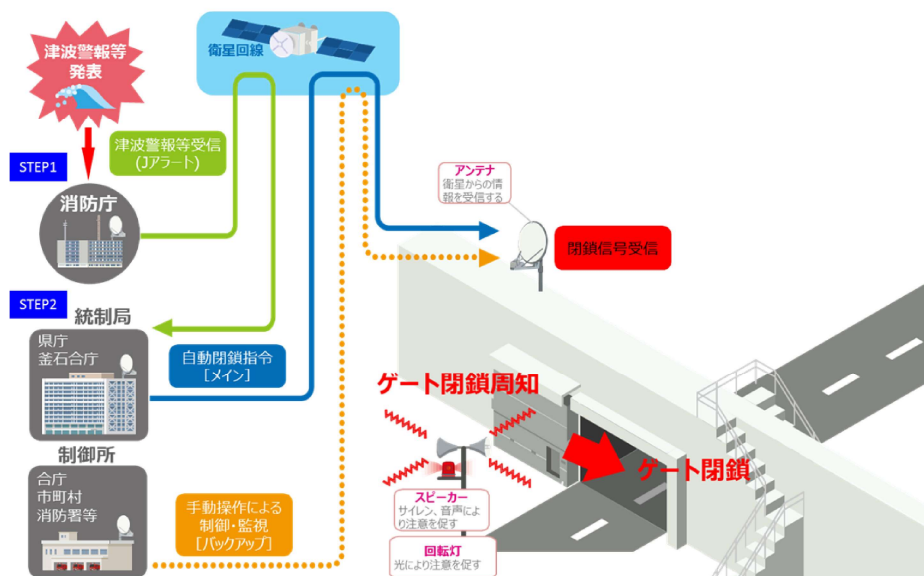 津波警報等
発表
衛星回線
津波警報等受信
(Jアラート)
STEP1
消防庁
アンテナ
衛星からの情
報を受信する
閉鎖信号受信
STEP2
統制局
県庁
釜石合庁
自動閉鎖指令
[メイン]
ゲート閉鎖周知
ゲート閉鎖
制御所
合庁
市町村
消防署等
手動操作による
制御・監視
[バックアップ]
スピーカー
サイレン、音声によ
り注意を促す
回転灯
光により注意を促す